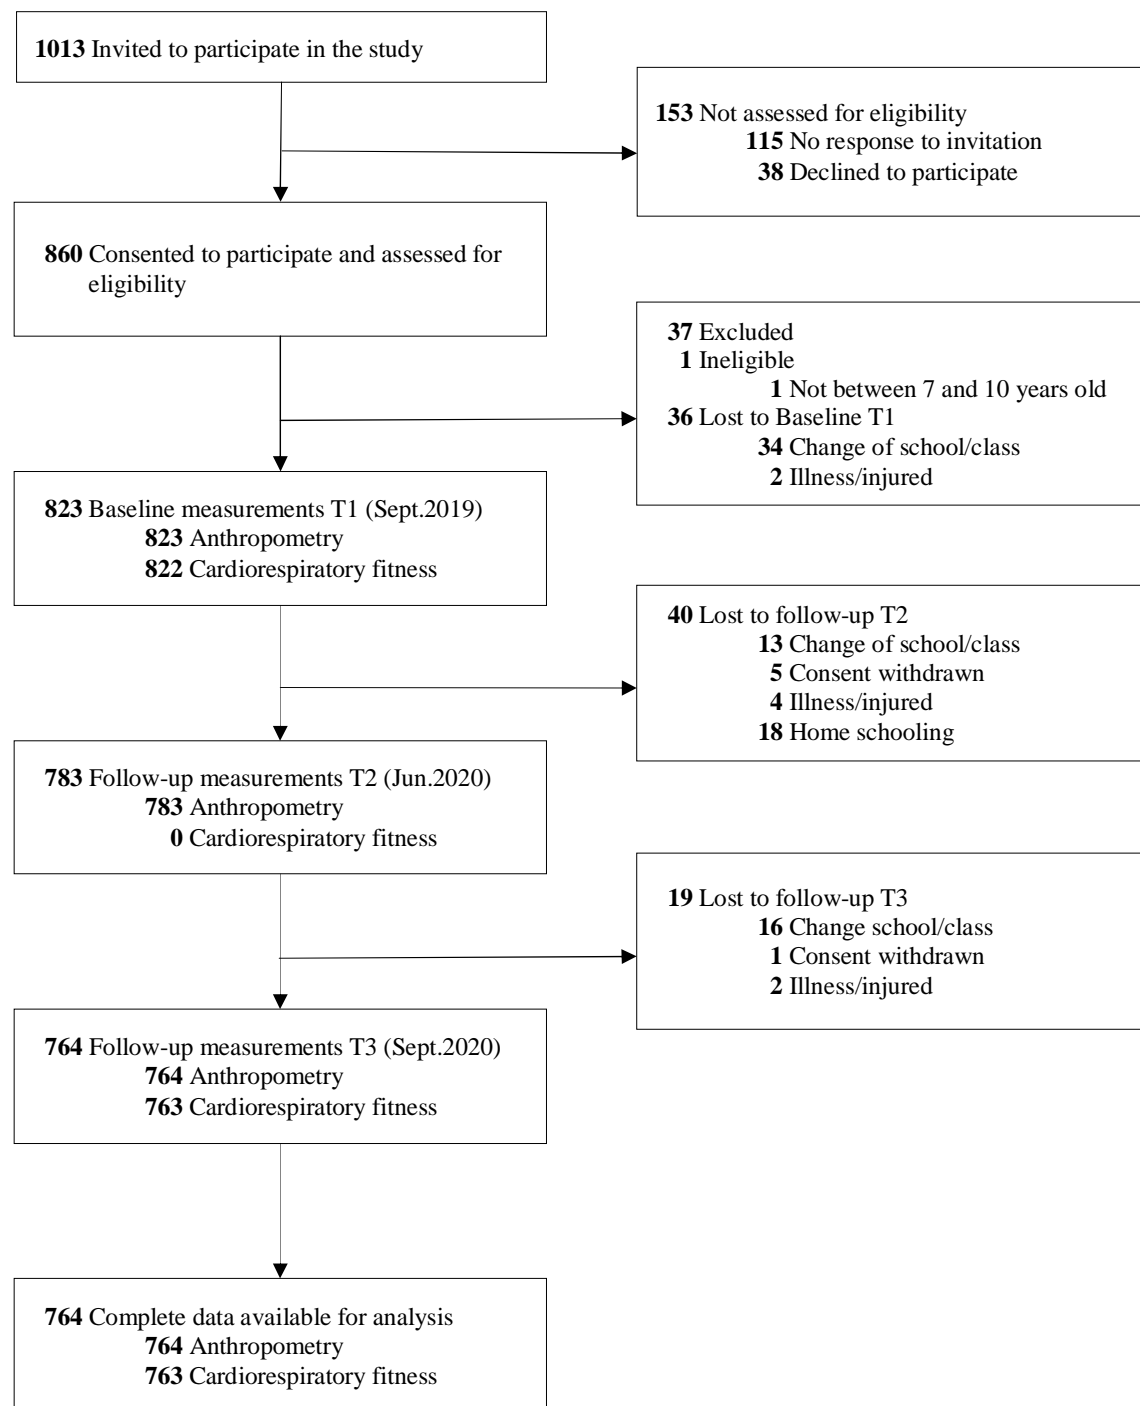 1013 Invited to participate in the study
153 Not assessed for eligibility
115 No response to invitation
38 Declined to participate
860 Consented to participate and assessed for
eligibility
37 Excluded
1 Ineligible
1 Not between 7 and 10 years old
36 Lost to Baseline T1
34 Change of school/class
2 Illness/injured
823 Baseline measurements T1 (Sept.2019)
823 Anthropometry
822 Cardiorespiratory fitness
40 Lost to follow-up T2
13 Change of school/class
5 Consent withdrawn
4 Illness/injured
18 Home schooling
783 Follow-up measurements T2 (Jun.2020)
783 Anthropometry
0 Cardiorespiratory fitness
19 Lost to follow-up T3
16 Change school/class
1 Consent withdrawn
2 Illness/injured
764 Follow-up measurements T3 (Sept.2020)
764 Anthropometry
763 Cardiorespiratory fitness
764 Complete data available for analysis
764 Anthropometry
763 Cardiorespiratory fitness